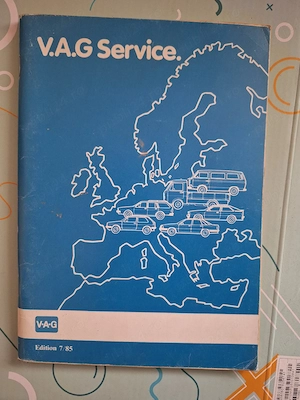 V.A.G Service.
V·A·G
Edition 7/85